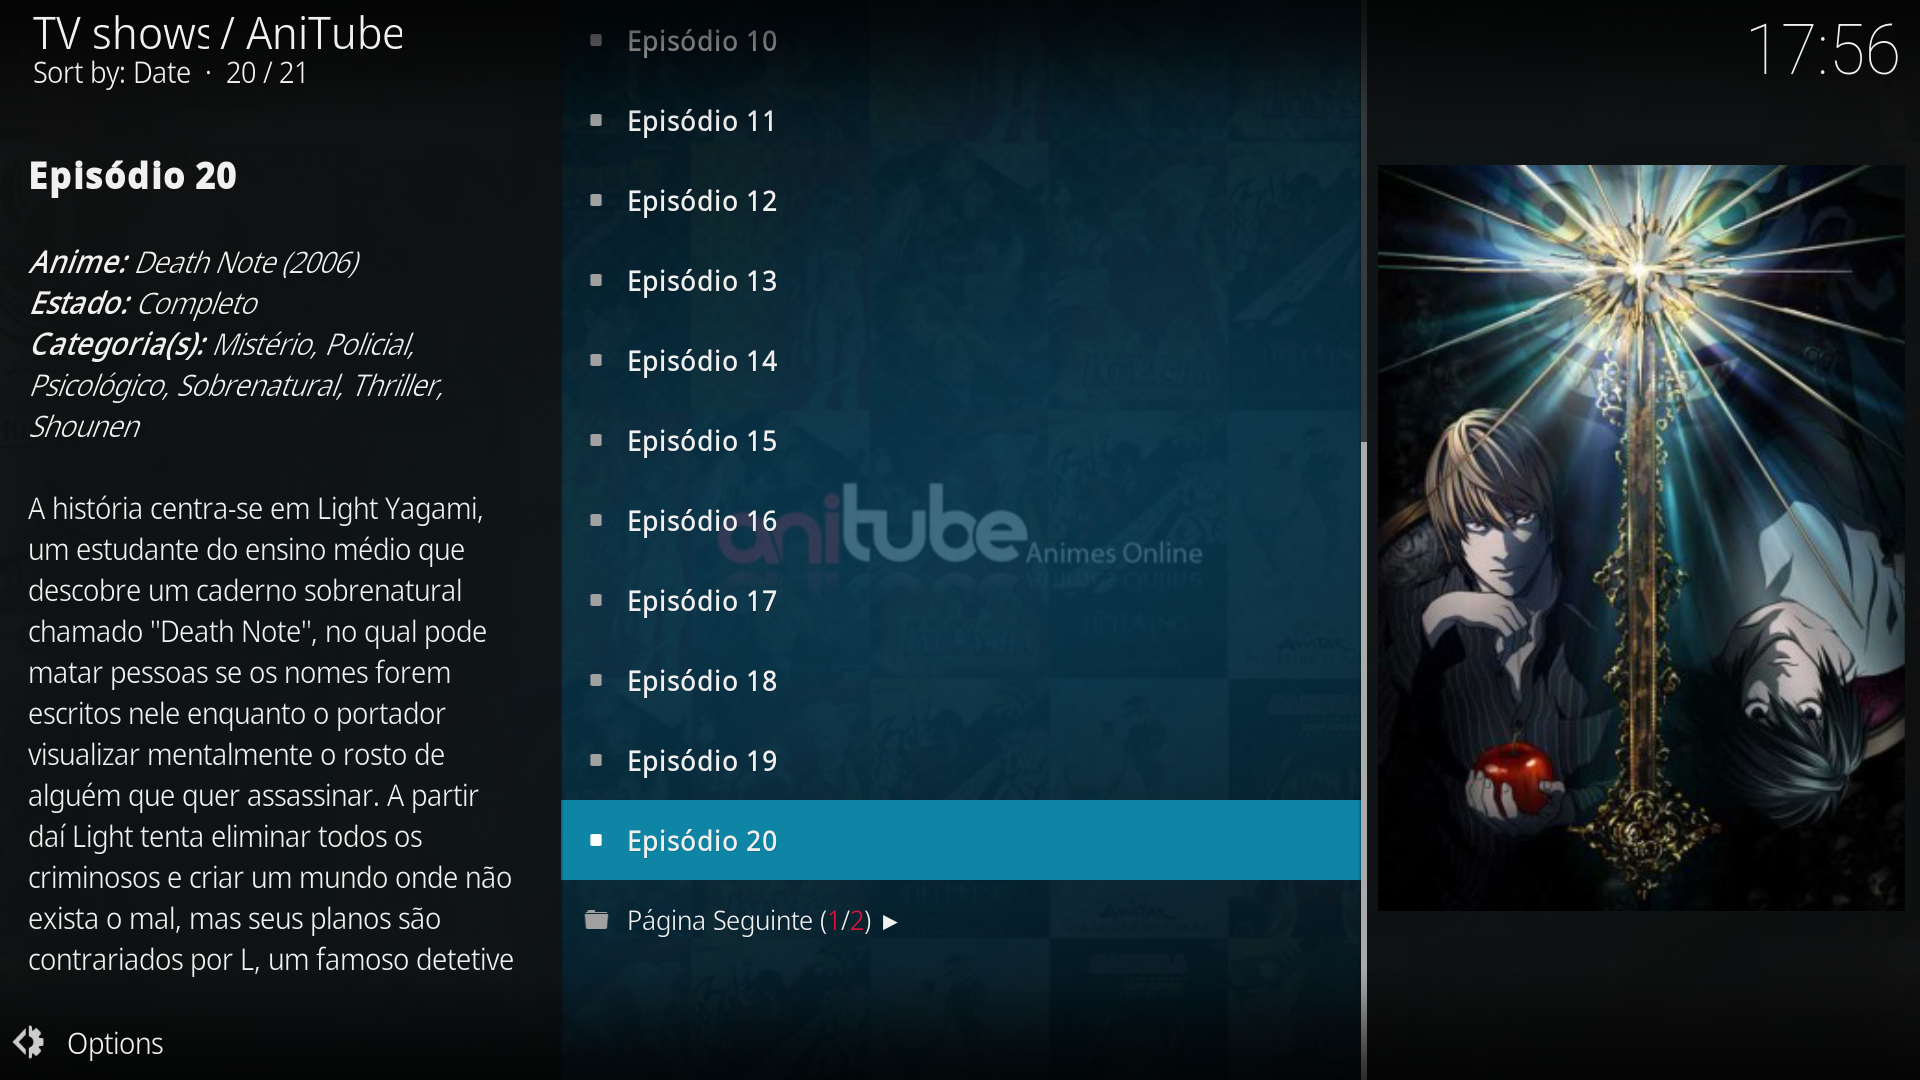 TV shows / AniTube
Sort by: Date · 20 / 21
17:56
Episódio 20
Anime: Death Note (2006)
Estado: Completo
Categoria(s): Mistério, Policial,
Psicológico, Sobrenatural, Thriller,
Shounen
A história centra-se em Light Yagami,
um estudante do ensino médio que
descobre um caderno sobrenatural
chamado "Death Note", no qual pode
matar pessoas se os nomes forem
escritos nele enquanto o portador
visualizar mentalmente o rosto de
alguém que quer assassinar. A partir
daí Light tenta eliminar todos os
criminosos e criar um mundo onde não
exista o mal, mas seus planos são
contrariados por L, um famoso detetive
Options
Episódio 10
Episódio 11
Episódio 12
Episódio 13
Episódio 14
Episódio 15
Episódio 16
Episódio 17
Episódio 18
Episódio 19
Episódio 20
Página Seguinte (1/2) ►
anitube Animes Online
AVATAR
AVATAR